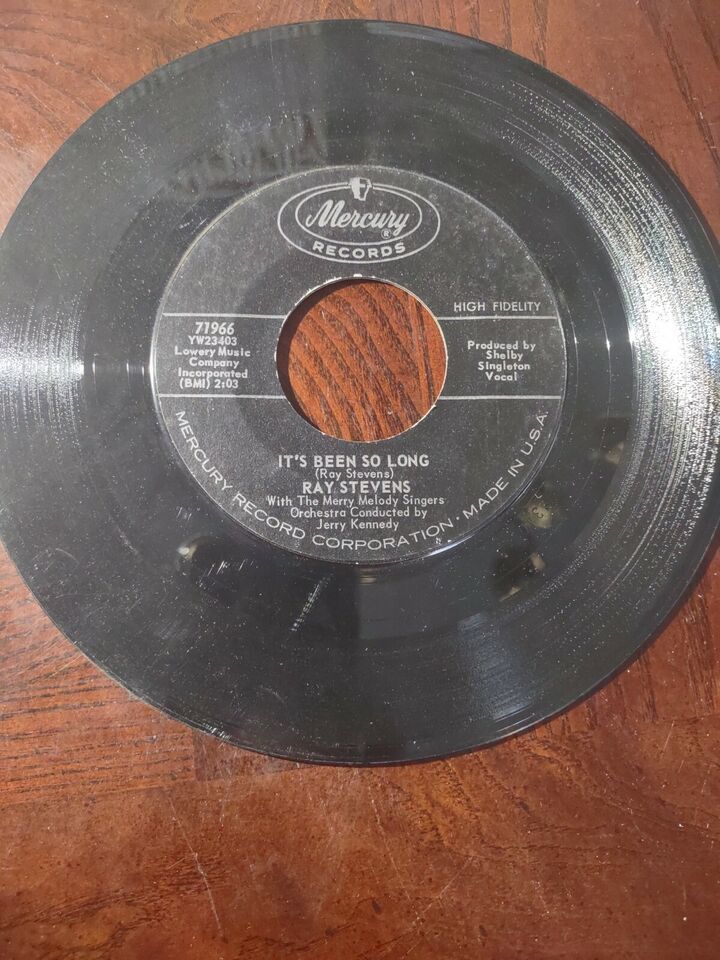 Mercury
®
RECORDS
HIGH FIDELITY
71966
YW23403
Lowery Music
Company
Incorporated
(BMI) 2:03
Produced by
Shelby
Singleton
Vocal
IT'S BEEN SO LONG
(Ray Stevens)
RAY STEVENS
With The Merry Melody Singers
Orchestra Conducted by
Jerry Kennedy
MERCURY RECORD CORPORATION · MADE IN U.S.A.